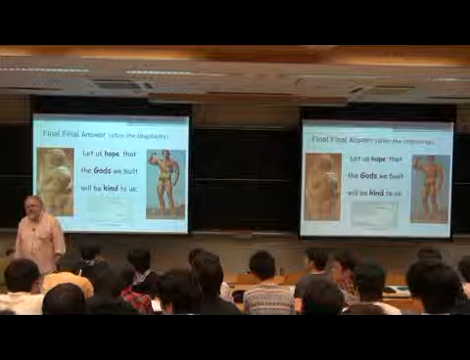 Final Final Answer (after the singularity)
Let us hope that
the Gods we built
will be kind to us.
Final Final Answer (after the singularity)
Let us hope that
the Gods we built
will be kind to us.